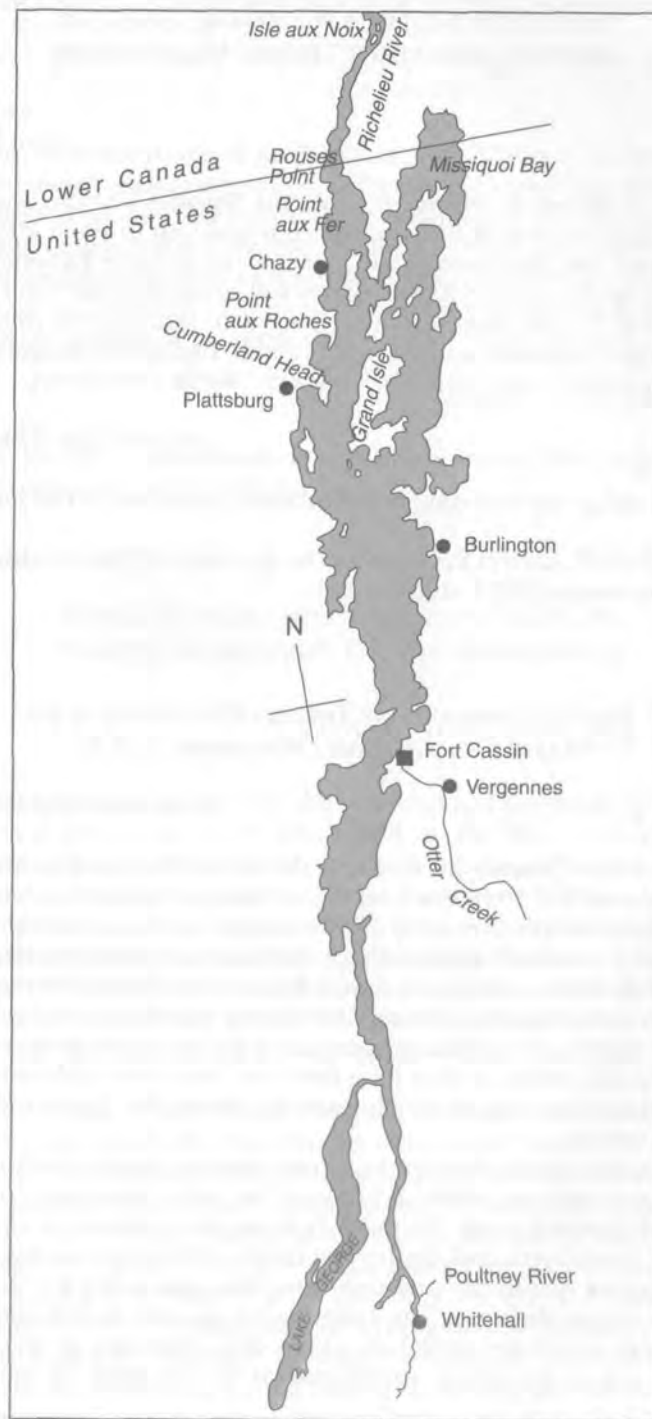 Isle aux Noix
Richelieu River
Rouses
Point
Missiquoi Bay
Lower Canada
United States
Point
aux Fer
Chazy
Point
aux Roches
Cumberland Head
Plattsburg
Grand Isle
Burlington
N
Fort Cassin
Vergennes
Otter
Creek
LAKE GEORGE
Poultney River
Whitehall